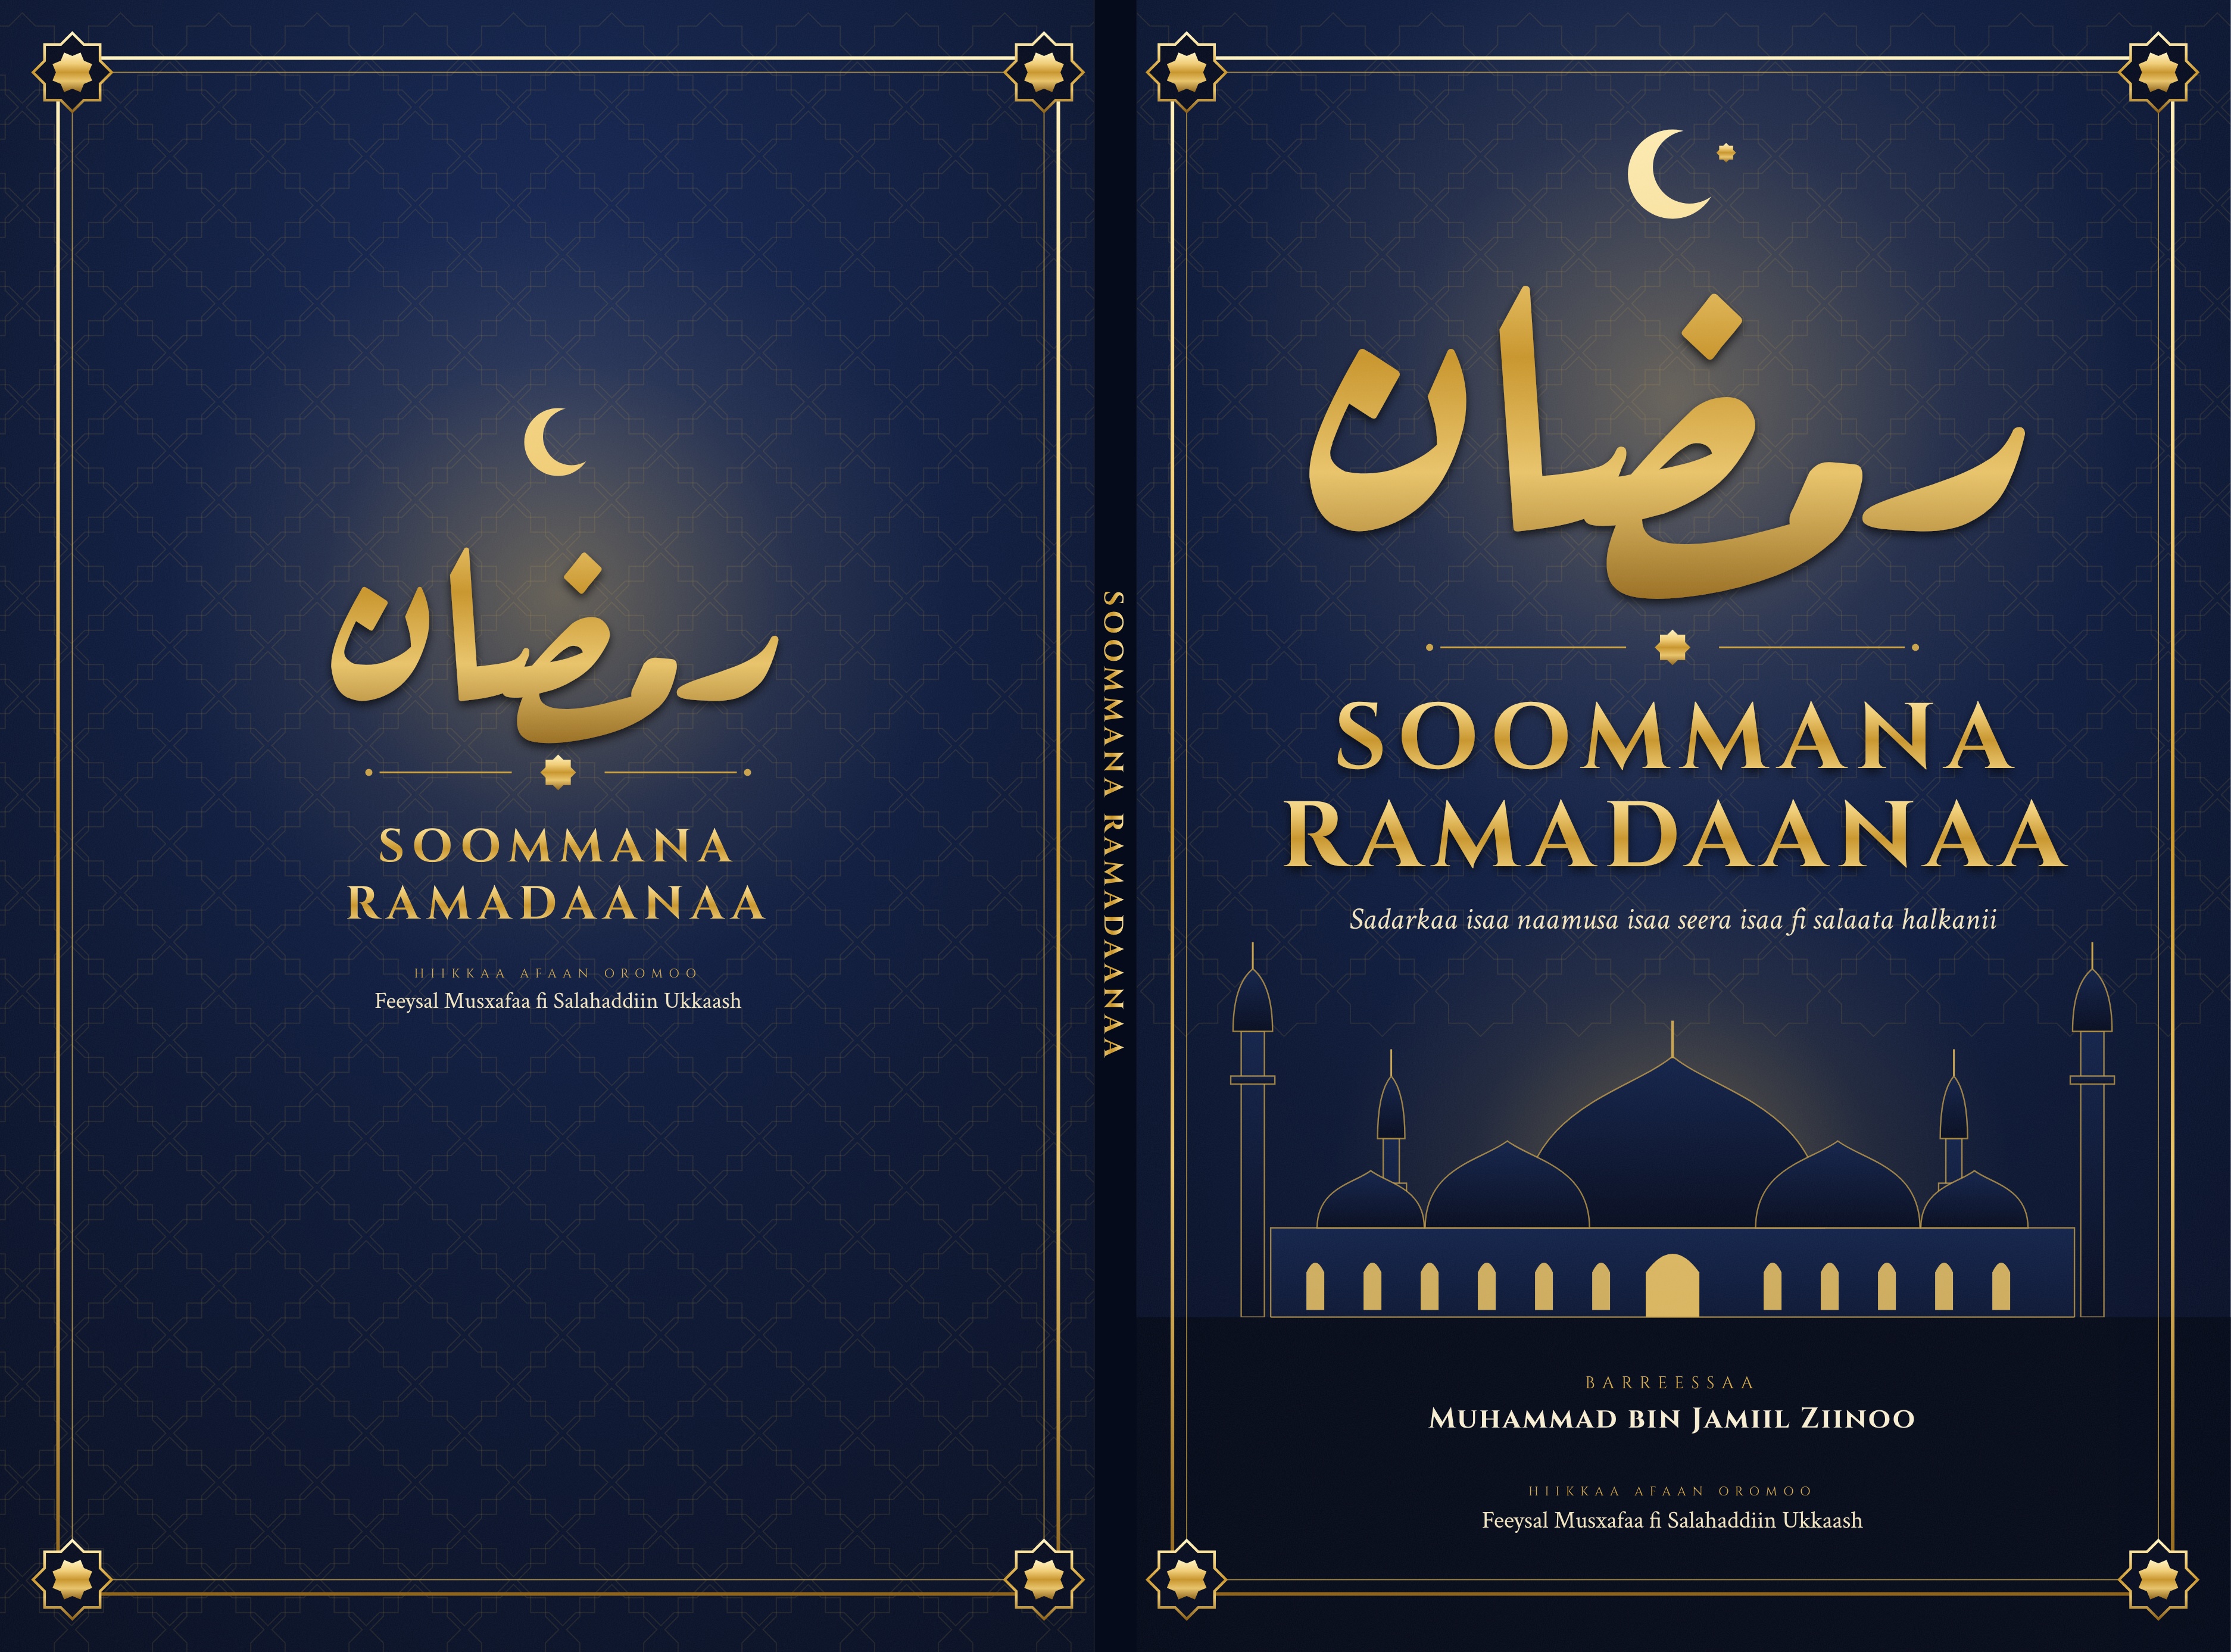 رمضان
SOOMMANA
RAMADAANAA
HIIKKAA AFAAN OROMOO
Feeysal Musxafaa fi Salahaddiin Ukkaash
SOOMMANA RAMADAANAA
رمضان
SOOMMANA
RAMADAANAA
Sadarkaa isaa naamusa isaa seera isaa fi salaata halkanii
BARREESSAA
MUHAMMAD BIN JAMIIL ZIINOO
HIIKKAA AFAAN OROMOO
Feeysal Musxafaa fi Salahaddiin Ukkaash